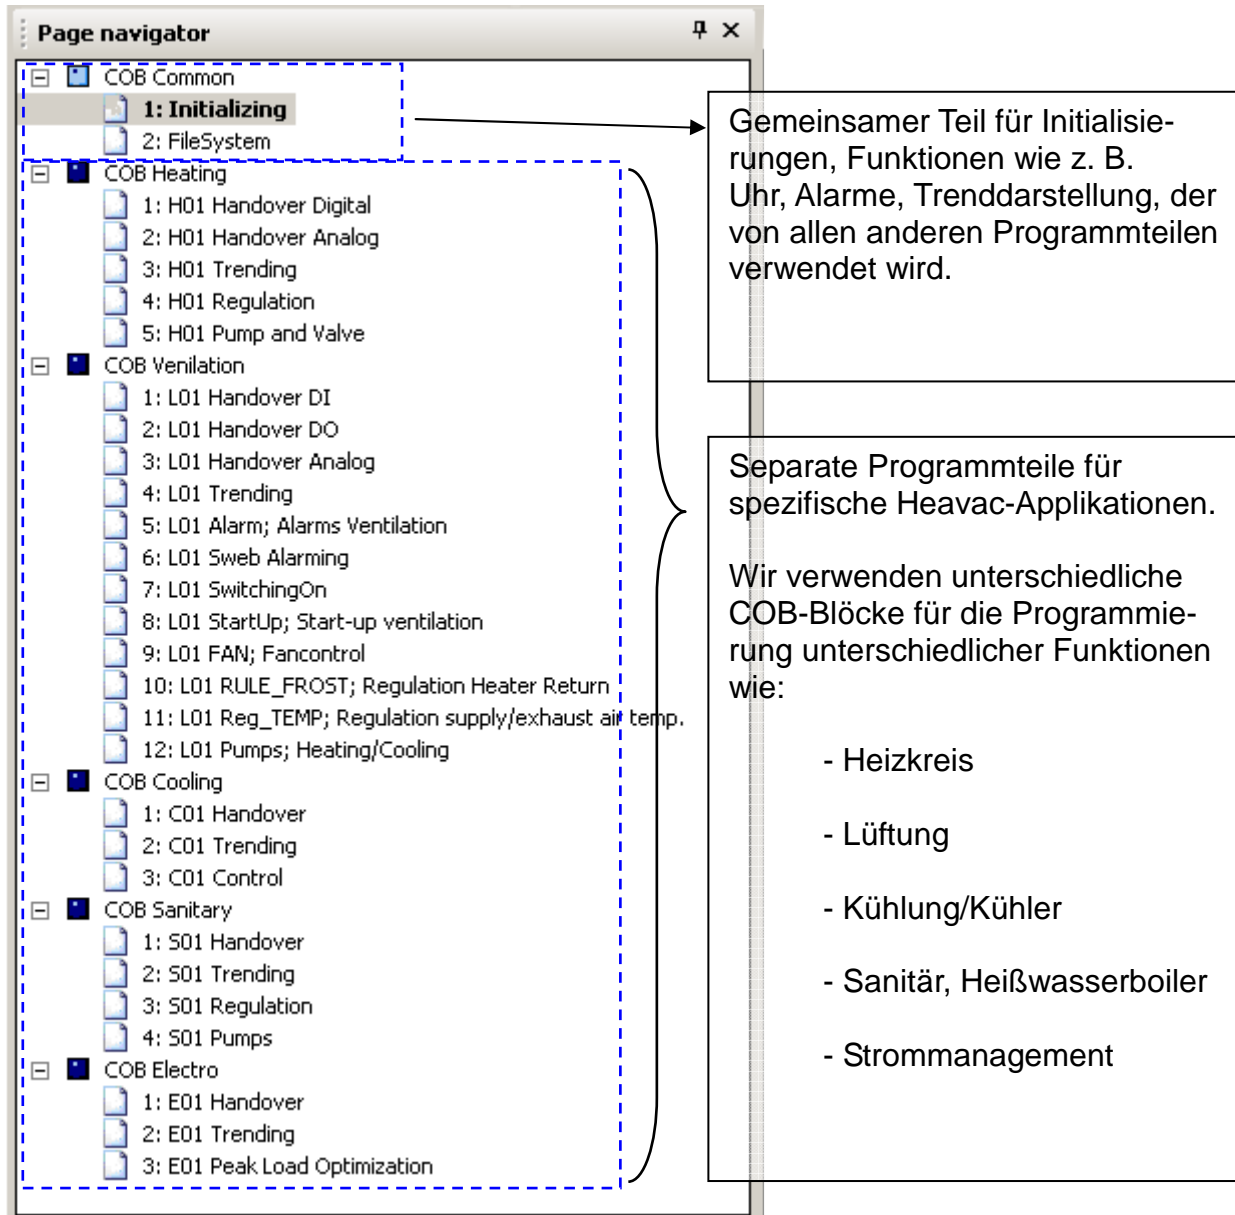 Page navigator
COB Common
1: Initializing
2: FileSystem
COB Heating
1: H01 Handover Digital
2: H01 Handover Analog
3: H01 Trending
4: H01 Regulation
5: H01 Pump and Valve
COB Venilation
1: L01 Handover DI
2: L01 Handover DO
3: L01 Handover Analog
4: L01 Trending
5: L01 Alarm; Alarms Ventilation
6: L01 Sweb Alarming
7: L01 SwitchingOn
8: L01 StartUp; Start-up ventilation
9: L01 FAN; Fancontrol
10: L01 RULE_FROST; Regulation Heater Return
11: L01 Reg_TEMP; Regulation supply/exhaust air temp.
12: L01 Pumps; Heating/Cooling
COB Cooling
1: C01 Handover
2: C01 Trending
3: C01 Control
COB Sanitary
1: S01 Handover
2: S01 Trending
3: S01 Regulation
4: S01 Pumps
COB Electro
1: E01 Handover
2: E01 Trending
3: E01 Peak Load Optimization
Gemeinsamer Teil für Initialisie-
rungen, Funktionen wie z. B.
Uhr, Alarme, Trenddarstellung, der
von allen anderen Programmteilen
verwendet wird.
Separate Programmteile für
spezifische Heavac-Applikationen.
Wir verwenden unterschiedliche
COB-Blöcke für die Programmie-
rung unterschiedlicher Funktionen
wie:
- Heizkreis
- Lüftung
- Kühlung/Kühler
- Sanitär, Heißwasserboiler
- Strommanagement